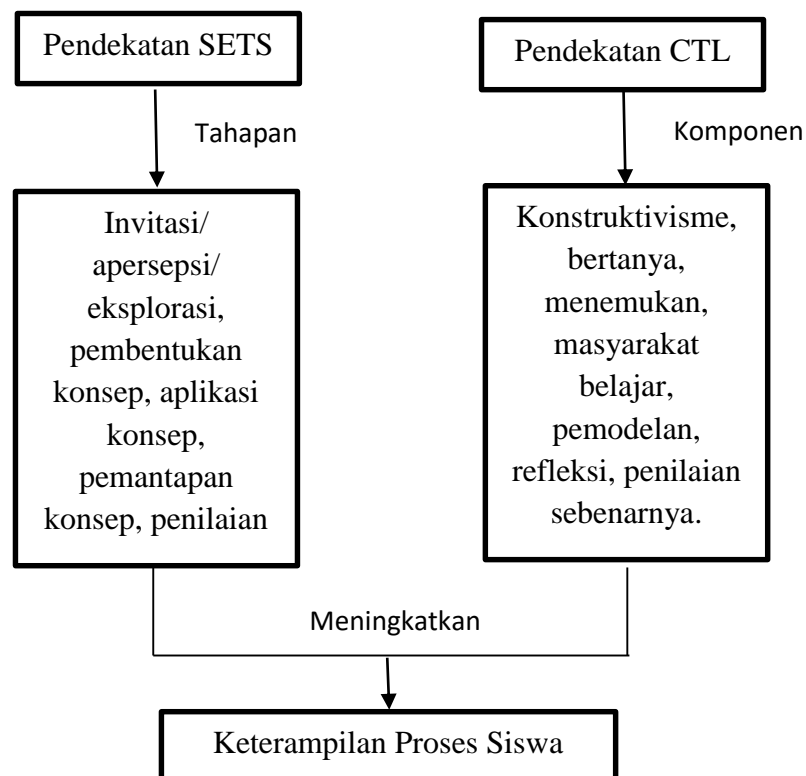 Pendekatan SETS
Pendekatan CTL
Tahapan
Komponen
Invitasi/
apersepsi/
eksplorasi,
pembentukan
konsep, aplikasi
konsep,
pemantapan
konsep, penilaian
Konstruktivisme,
bertanya,
menemukan,
masyarakat
belajar,
pemodelan,
refleksi, penilaian
sebenarnya.
Meningkatkan
Keterampilan Proses Siswa